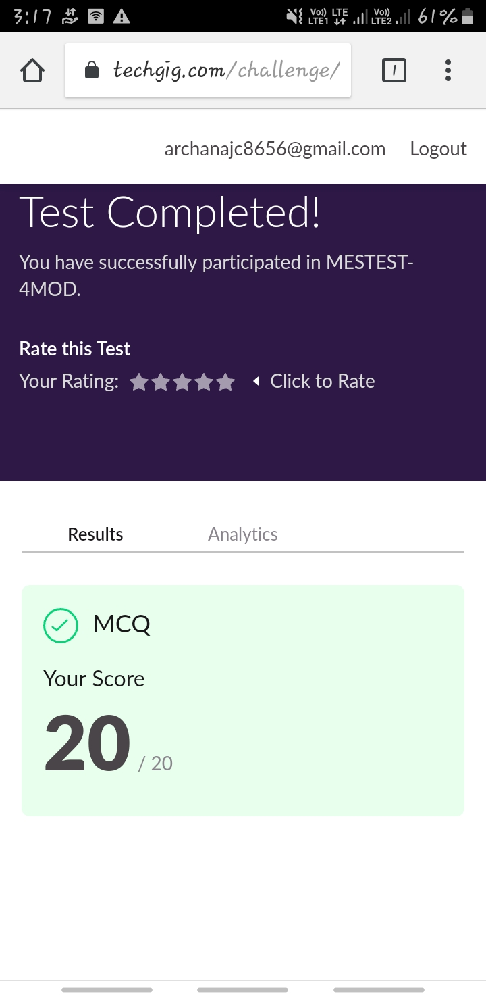 3:17 Vo)) LTE Vo)) 61%
LTE1 LTE2
techgig.com/challenge/ 1
archanajc8656@gmail.com Logout
Test Completed!
You have successfully participated in MESTEST-
4MOD.
Rate this Test
Your Rating: Click to Rate
Results Analytics
MCQ
Your Score
20 / 20